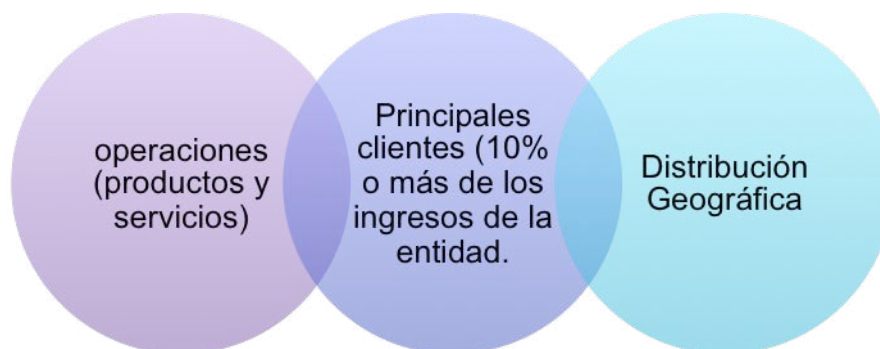 operaciones
(productos y
servicios)
Principales
clientes (10%
o más de los
ingresos de la
entidad.
Distribución
Geográfica